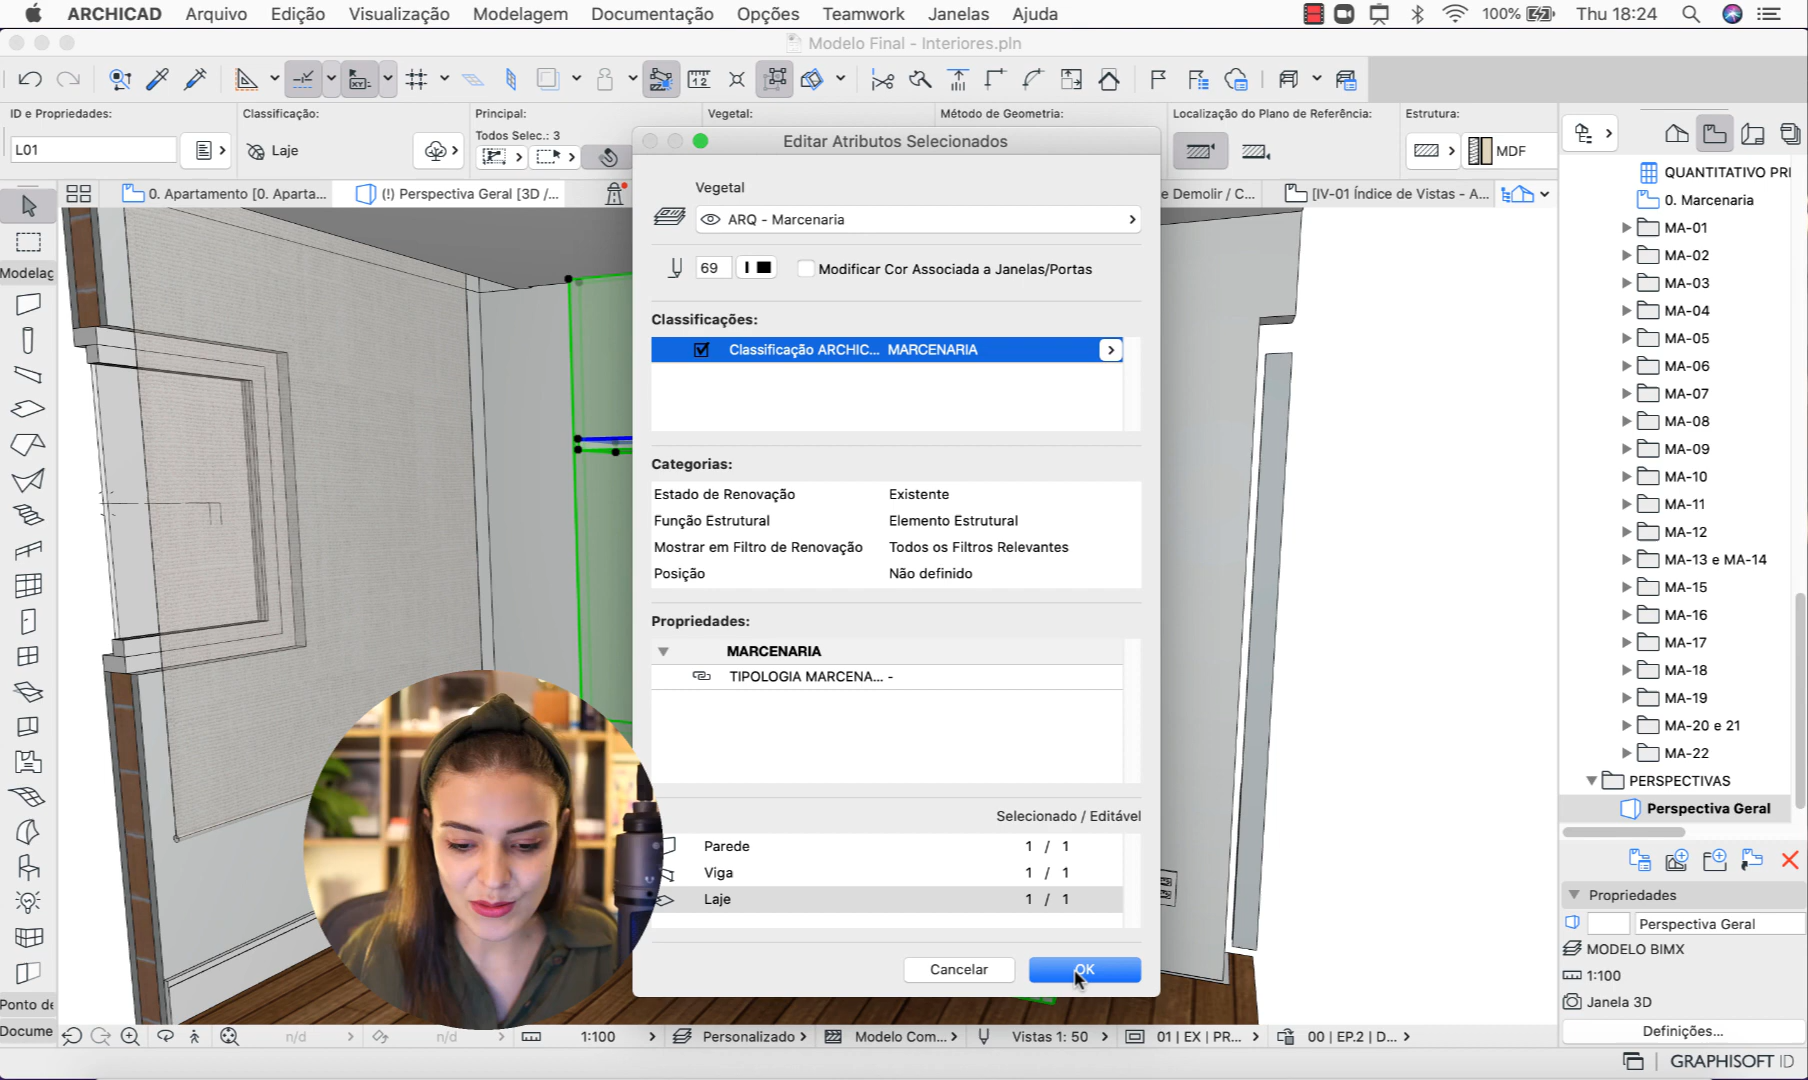 ARCHICAD Arquivo Edição Visualização Modelagem Documentação Opções Teamwork Janelas Ajuda 100% Thu 18:24
Modelo Final - Interiores.pln
ID e Propriedades: Classificação: Principal: Vegetal: Método de Geometria: Localização do Plano de Referência: Estrutura:
Todos Selec.: 3
L01 Laje MDF
0. Apartamento [0. Aparta... (!) Perspectiva Geral [3D /... e Demolir / C... [IV-01 Índice de Vistas - A...
Modelaç
Ponto de
Docume
Editar Atributos Selecionados
Vegetal
ARQ - Marcenaria
69 Modificar Cor Associada a Janelas/Portas
Classificações:
Classificação ARCHIC... MARCENARIA
Categorias:
Estado de Renovação Existente
Função Estrutural Elemento Estrutural
Mostrar em Filtro de Renovação Todos os Filtros Relevantes
Posição Não definido
Propriedades:
MARCENARIA
TIPOLOGIA MARCENA... -
Selecionado / Editável
Parede 1 / 1
Viga 1 / 1
Laje 1 / 1
Cancelar OK
QUANTITATIVO PRI
0. Marcenaria
MA-01
MA-02
MA-03
MA-04
MA-05
MA-06
MA-07
MA-08
MA-09
MA-10
MA-11
MA-12
MA-13 e MA-14
MA-15
MA-16
MA-17
MA-18
MA-19
MA-20 e 21
MA-22
PERSPECTIVAS
Perspectiva Geral
Propriedades
Perspectiva Geral
MODELO BIMX
1:100
Janela 3D
Definições...
n/d n/d 1:100 Personalizado Modelo Com... Vistas 1: 50 01 | EX | PR... 00 | EP.2 | D...
GRAPHISOFT ID